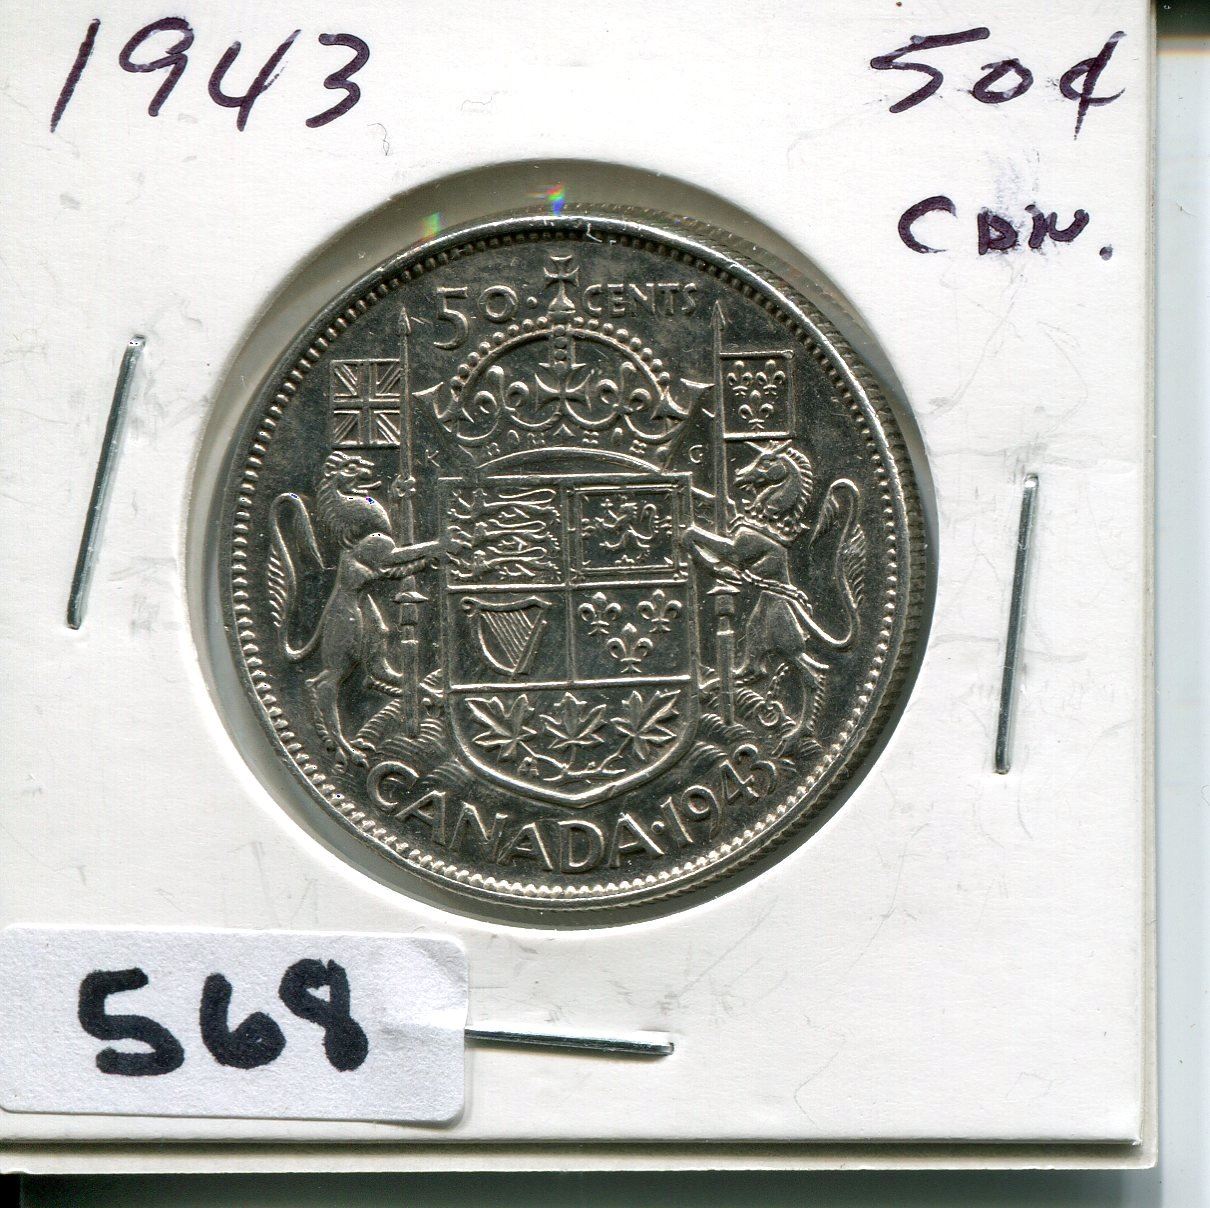 1943
50¢
CDN.
50·CENTS
K G
CANADA·1943
568